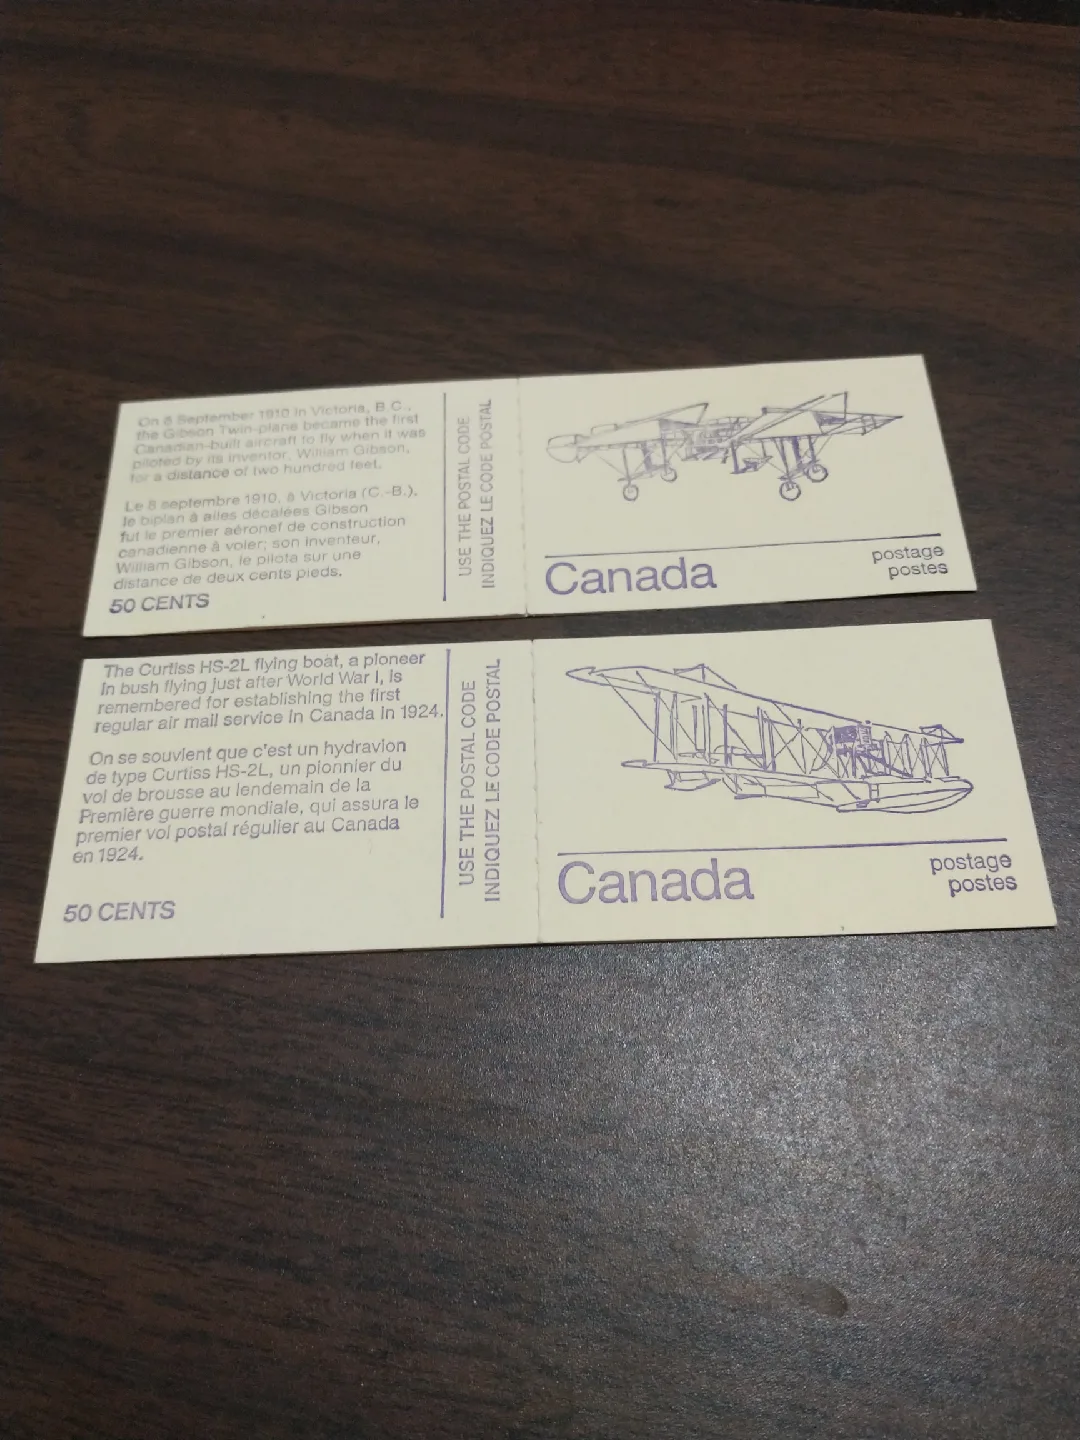 On 8 September 1910 in Victoria, B.C.,
the Gibson Twin-plane became the first
Canadian-built aircraft to fly when it was
piloted by its inventor, William Gibson,
for a distance of two hundred feet.
Le 8 septembre 1910, à Victoria (C.-B.),
le biplan à ailes décalées Gibson
fut le premier aéronef de construction
canadienne à voler; son inventeur,
William Gibson, le pilota sur une
distance de deux cents pieds.
50 CENTS
USE THE POSTAL CODE
INDIQUEZ LE CODE POSTAL
Canada
postage
postes
The Curtiss HS-2L flying boat, a pioneer
in bush flying just after World War I, is
remembered for establishing the first
regular air mail service in Canada in 1924.
On se souvient que c'est un hydravion
de type Curtiss HS-2L, un pionnier du
vol de brousse au lendemain de la
Première guerre mondiale, qui assura le
premier vol postal régulier au Canada
en 1924.
50 CENTS
USE THE POSTAL CODE
INDIQUEZ LE CODE POSTAL
Canada
postage
postes